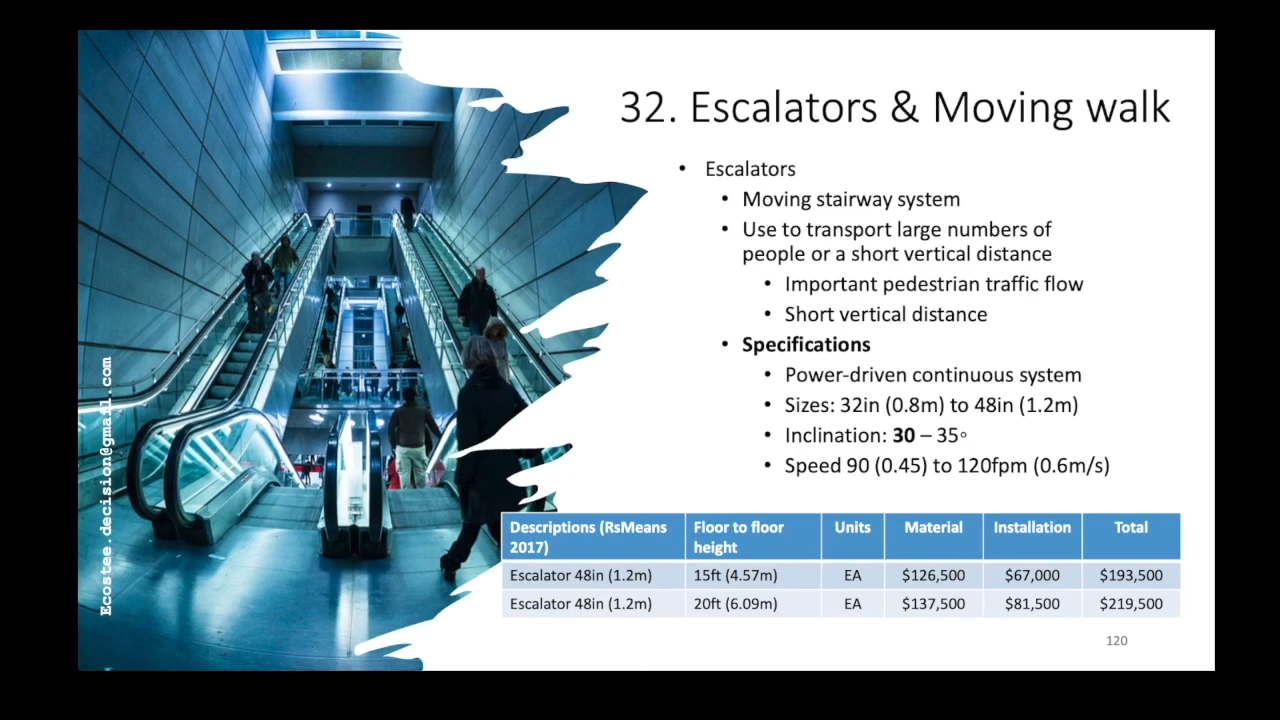 32. Escalators & Moving walk
• Escalators
• Moving stairway system
• Use to transport large numbers of
people or a short vertical distance
• Important pedestrian traffic flow
• Short vertical distance
• Specifications
• Power-driven continuous system
• Sizes: 32in (0.8m) to 48in (1.2m)
• Inclination: 30 – 35◦
• Speed 90 (0.45) to 120fpm (0.6m/s)
Ecostee.decision@gmail.com
Descriptions (RsMeans 2017) Floor to floor height Units Material Installation Total
Escalator 48in (1.2m) 15ft (4.57m) EA $126,500 $67,000 $193,500
Escalator 48in (1.2m) 20ft (6.09m) EA $137,500 $81,500 $219,500
120